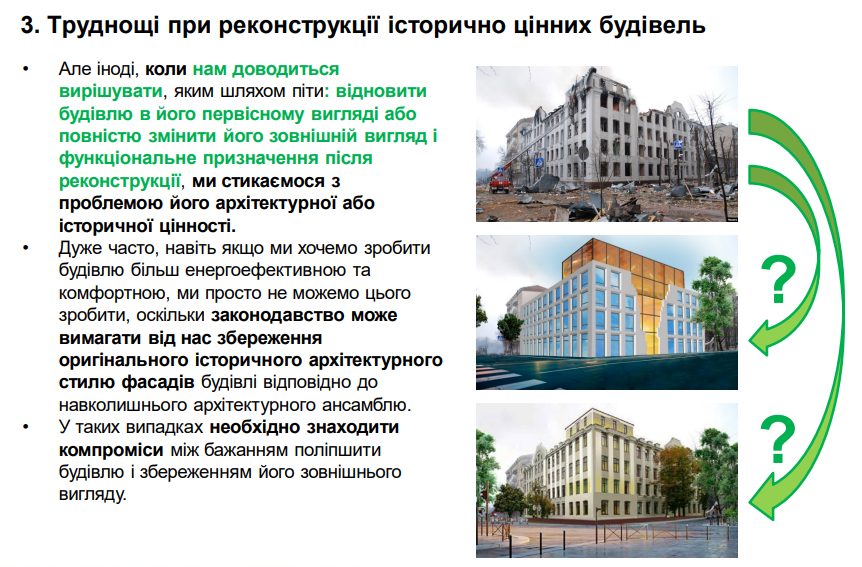 3. Труднощі при реконструкції історично цінних будівель
• Але іноді, коли нам доводиться
вирішувати, яким шляхом піти: відновити
будівлю в його первісному вигляді або
повністю змінити його зовнішній вигляд і
функціональне призначення після
реконструкції, ми стикаємося з
проблемою його архітектурної або
історичної цінності.
• Дуже часто, навіть якщо ми хочемо зробити
будівлю більш енергоефективною та
комфортною, ми просто не можемо цього
зробити, оскільки законодавство може
вимагати від нас збереження
оригінального історичного архітектурного
стилю фасадів будівлі відповідно до
навколишнього архітектурного ансамблю.
• У таких випадках необхідно знаходити
компроміси між бажанням поліпшити
будівлю і збереженням його зовнішнього
вигляду.
?
?